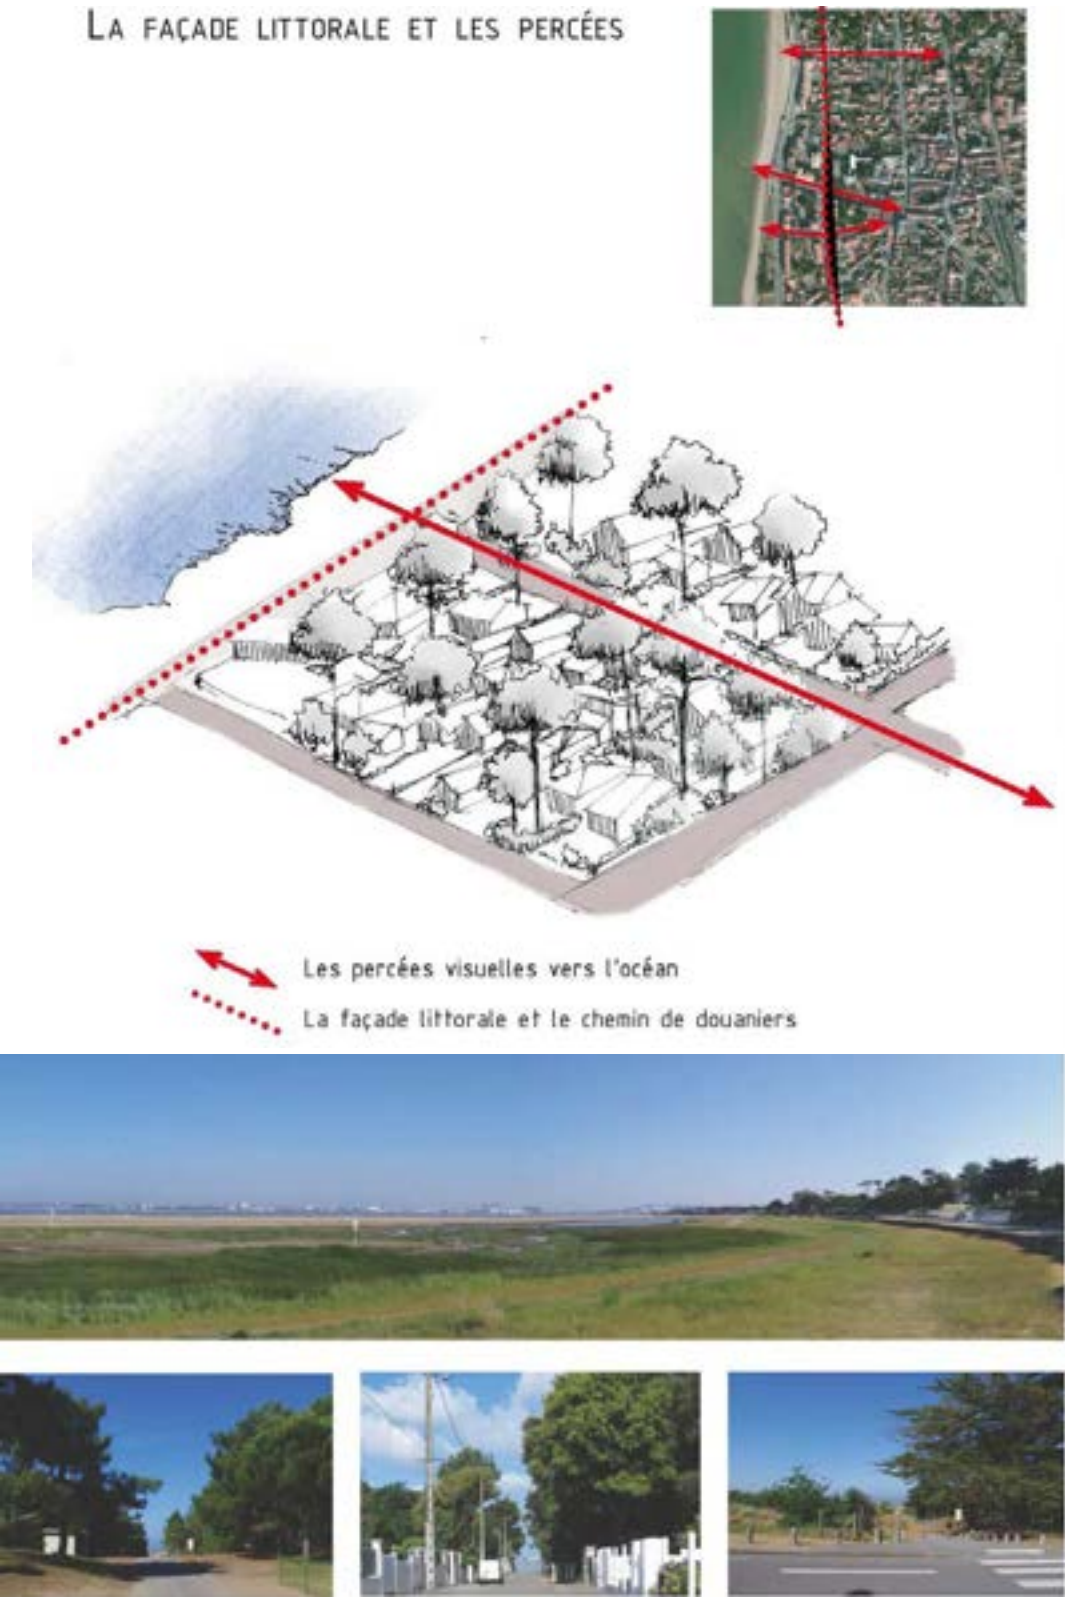 LA FAÇADE LITTORALE ET LES PERCÉES
Les percées visuelles vers l'océan
La façade littorale et le chemin de douaniers